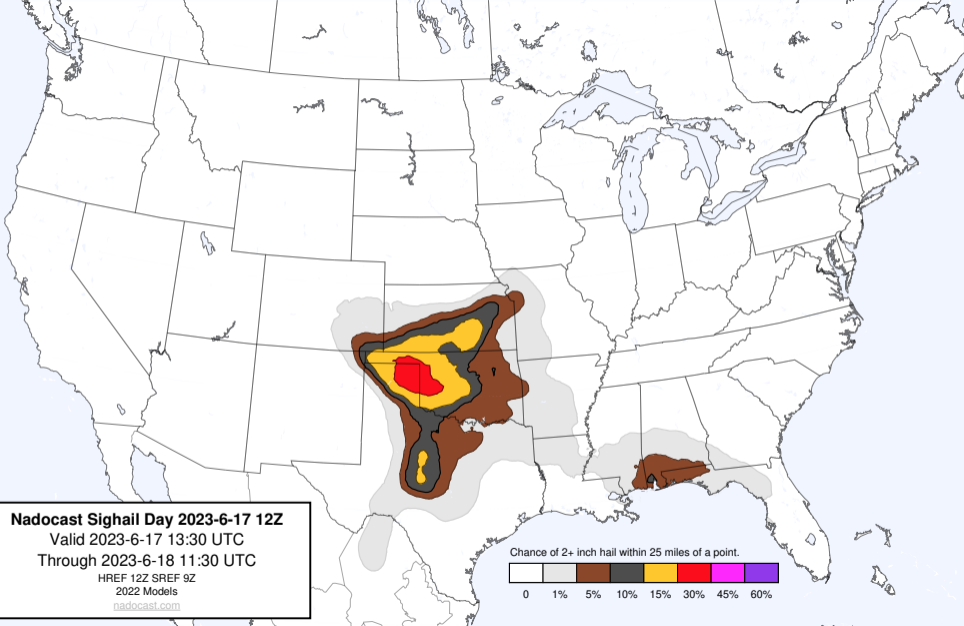 Nadocast Sighail Day 2023-6-17 12Z
Valid 2023-6-17 13:30 UTC
Through 2023-6-18 11:30 UTC
HREF 12Z SREF 9Z
2022 Models
nadocast.com
Chance of 2+ inch hail within 25 miles of a point.
0 1% 5% 10% 15% 30% 45% 60%